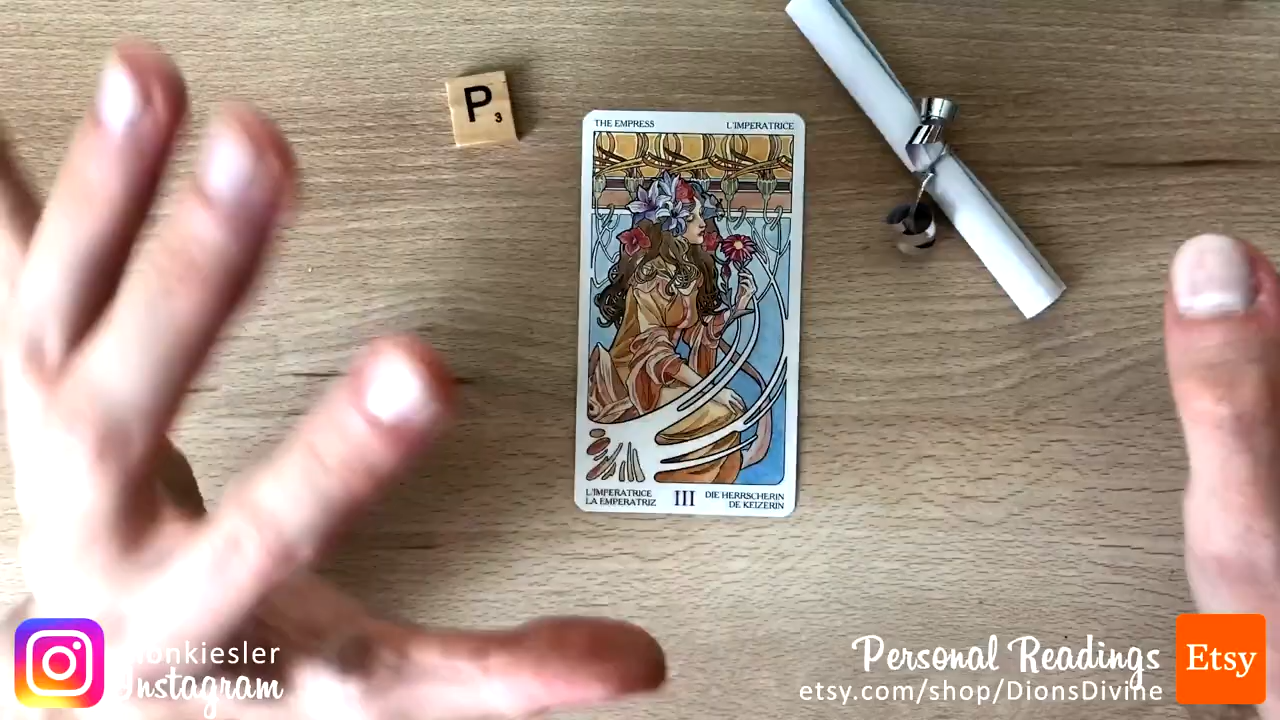 P
3
THE EMPRESS
L'IMPERATRICE
L'IMPERATRICE
LA EMPERATRIZ
III
DIE HERRSCHERIN
DE KEIZERIN
Instagram
Personal Readings
etsy.com/shop/DionsDivine
Etsy